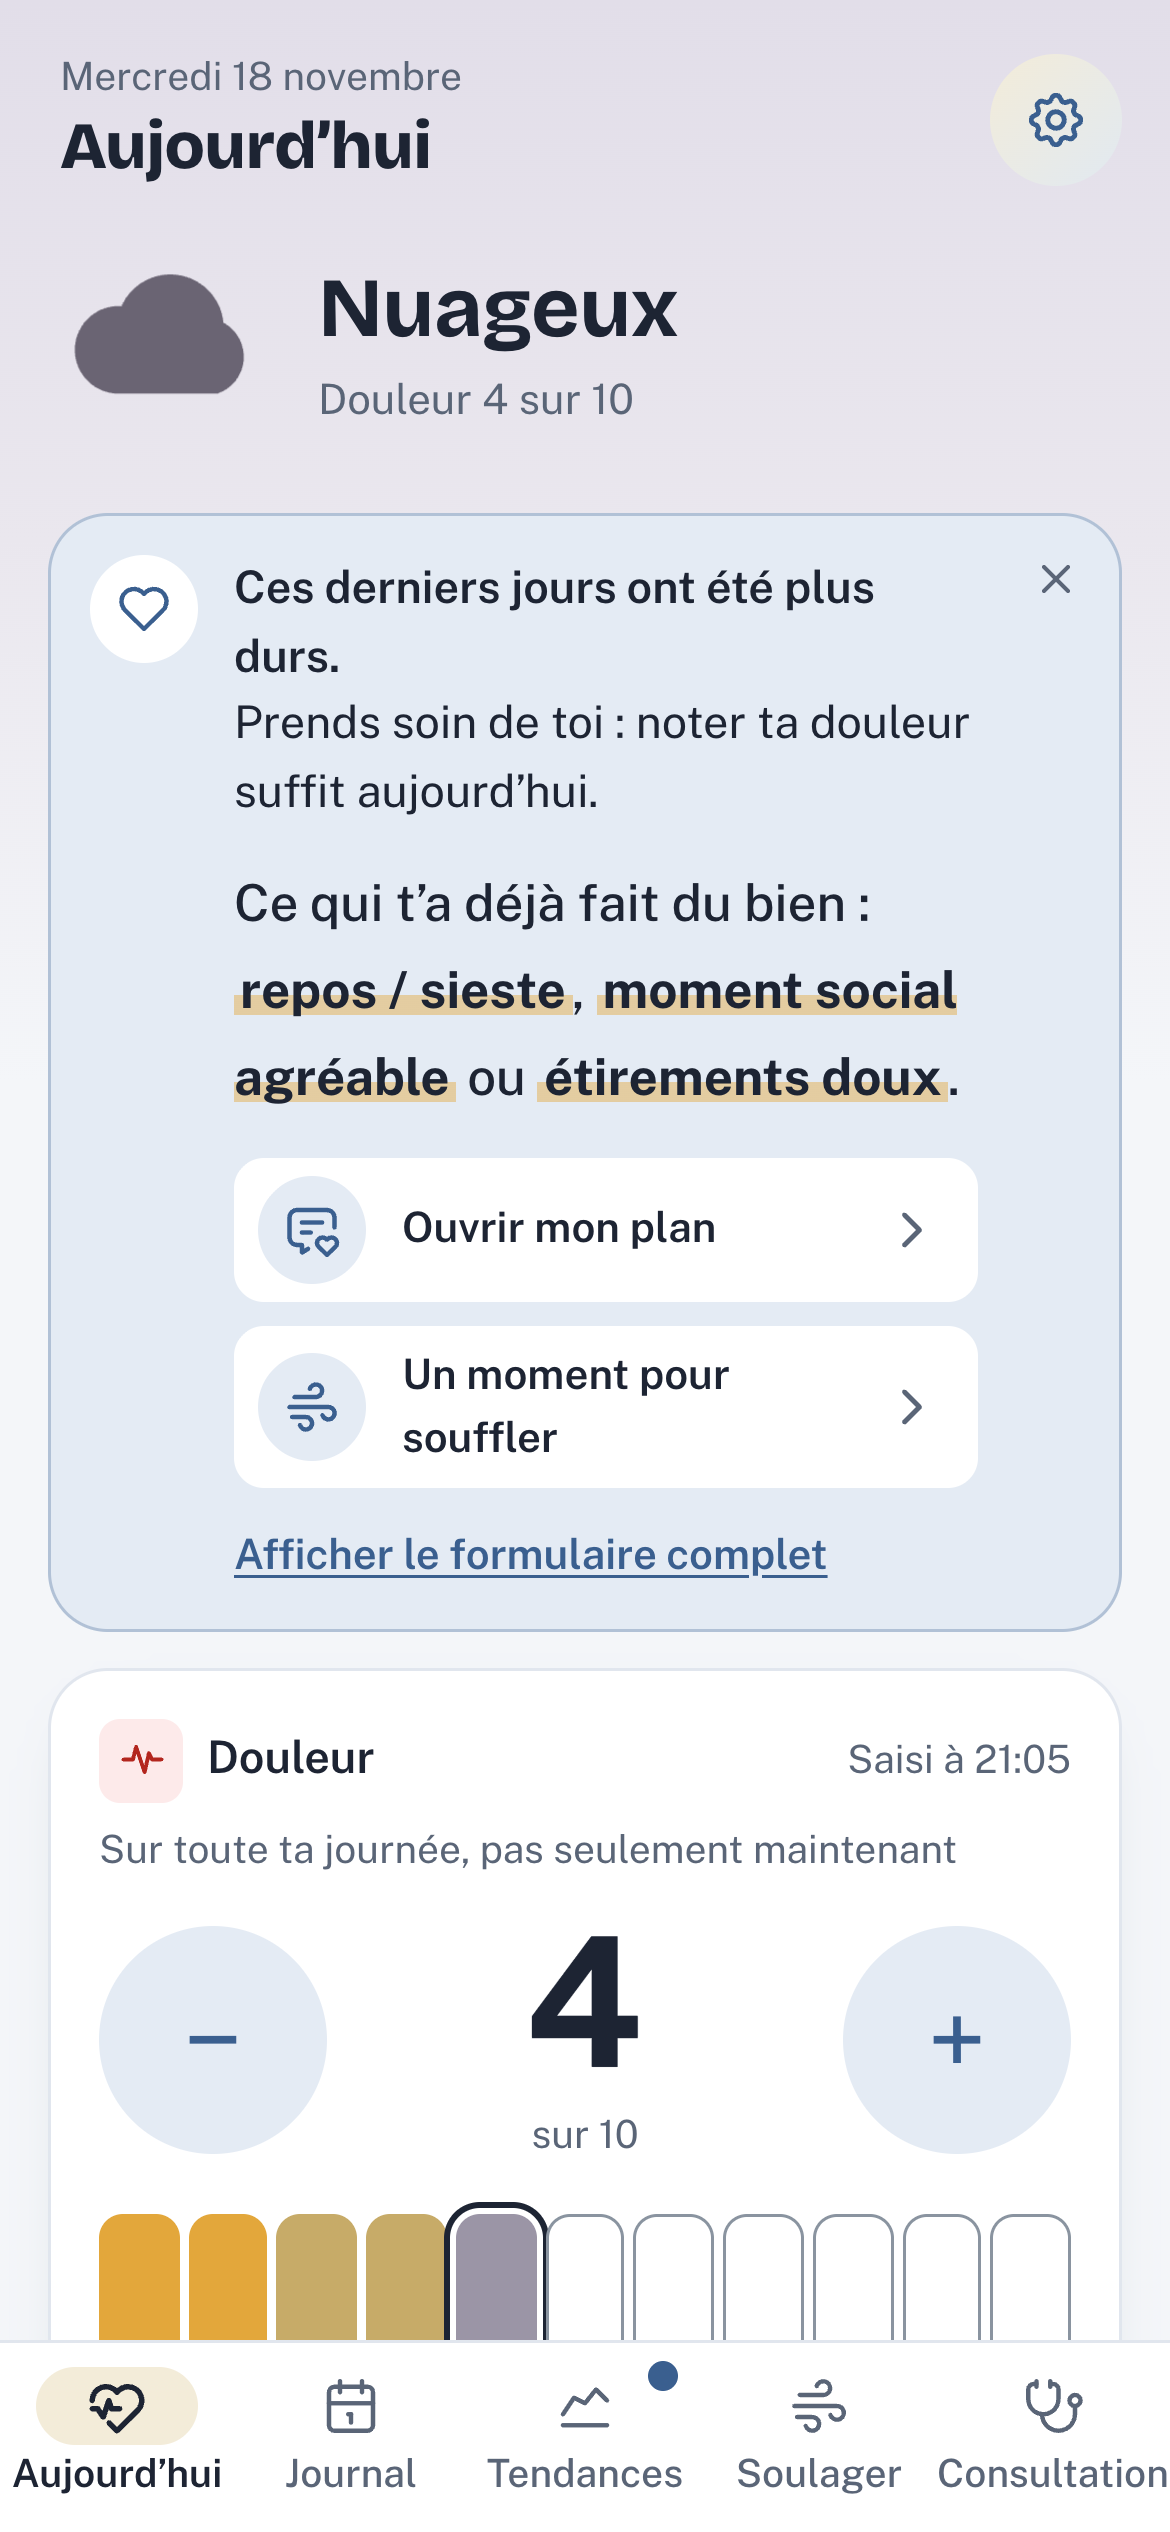 Mercredi 18 novembre
Aujourd’hui
Nuageux
Douleur 4 sur 10
Ces derniers jours ont été plus
durs.
Prends soin de toi : noter ta douleur
suffit aujourd’hui.
Ce qui t’a déjà fait du bien :
repos / sieste, moment social
agréable ou étirements doux.
Ouvrir mon plan
Un moment pour
souffler
Afficher le formulaire complet
Douleur
Saisi à 21:05
Sur toute ta journée, pas seulement maintenant
−
4
+
sur 10
Aujourd’hui
Journal
Tendances
Soulager
Consultation